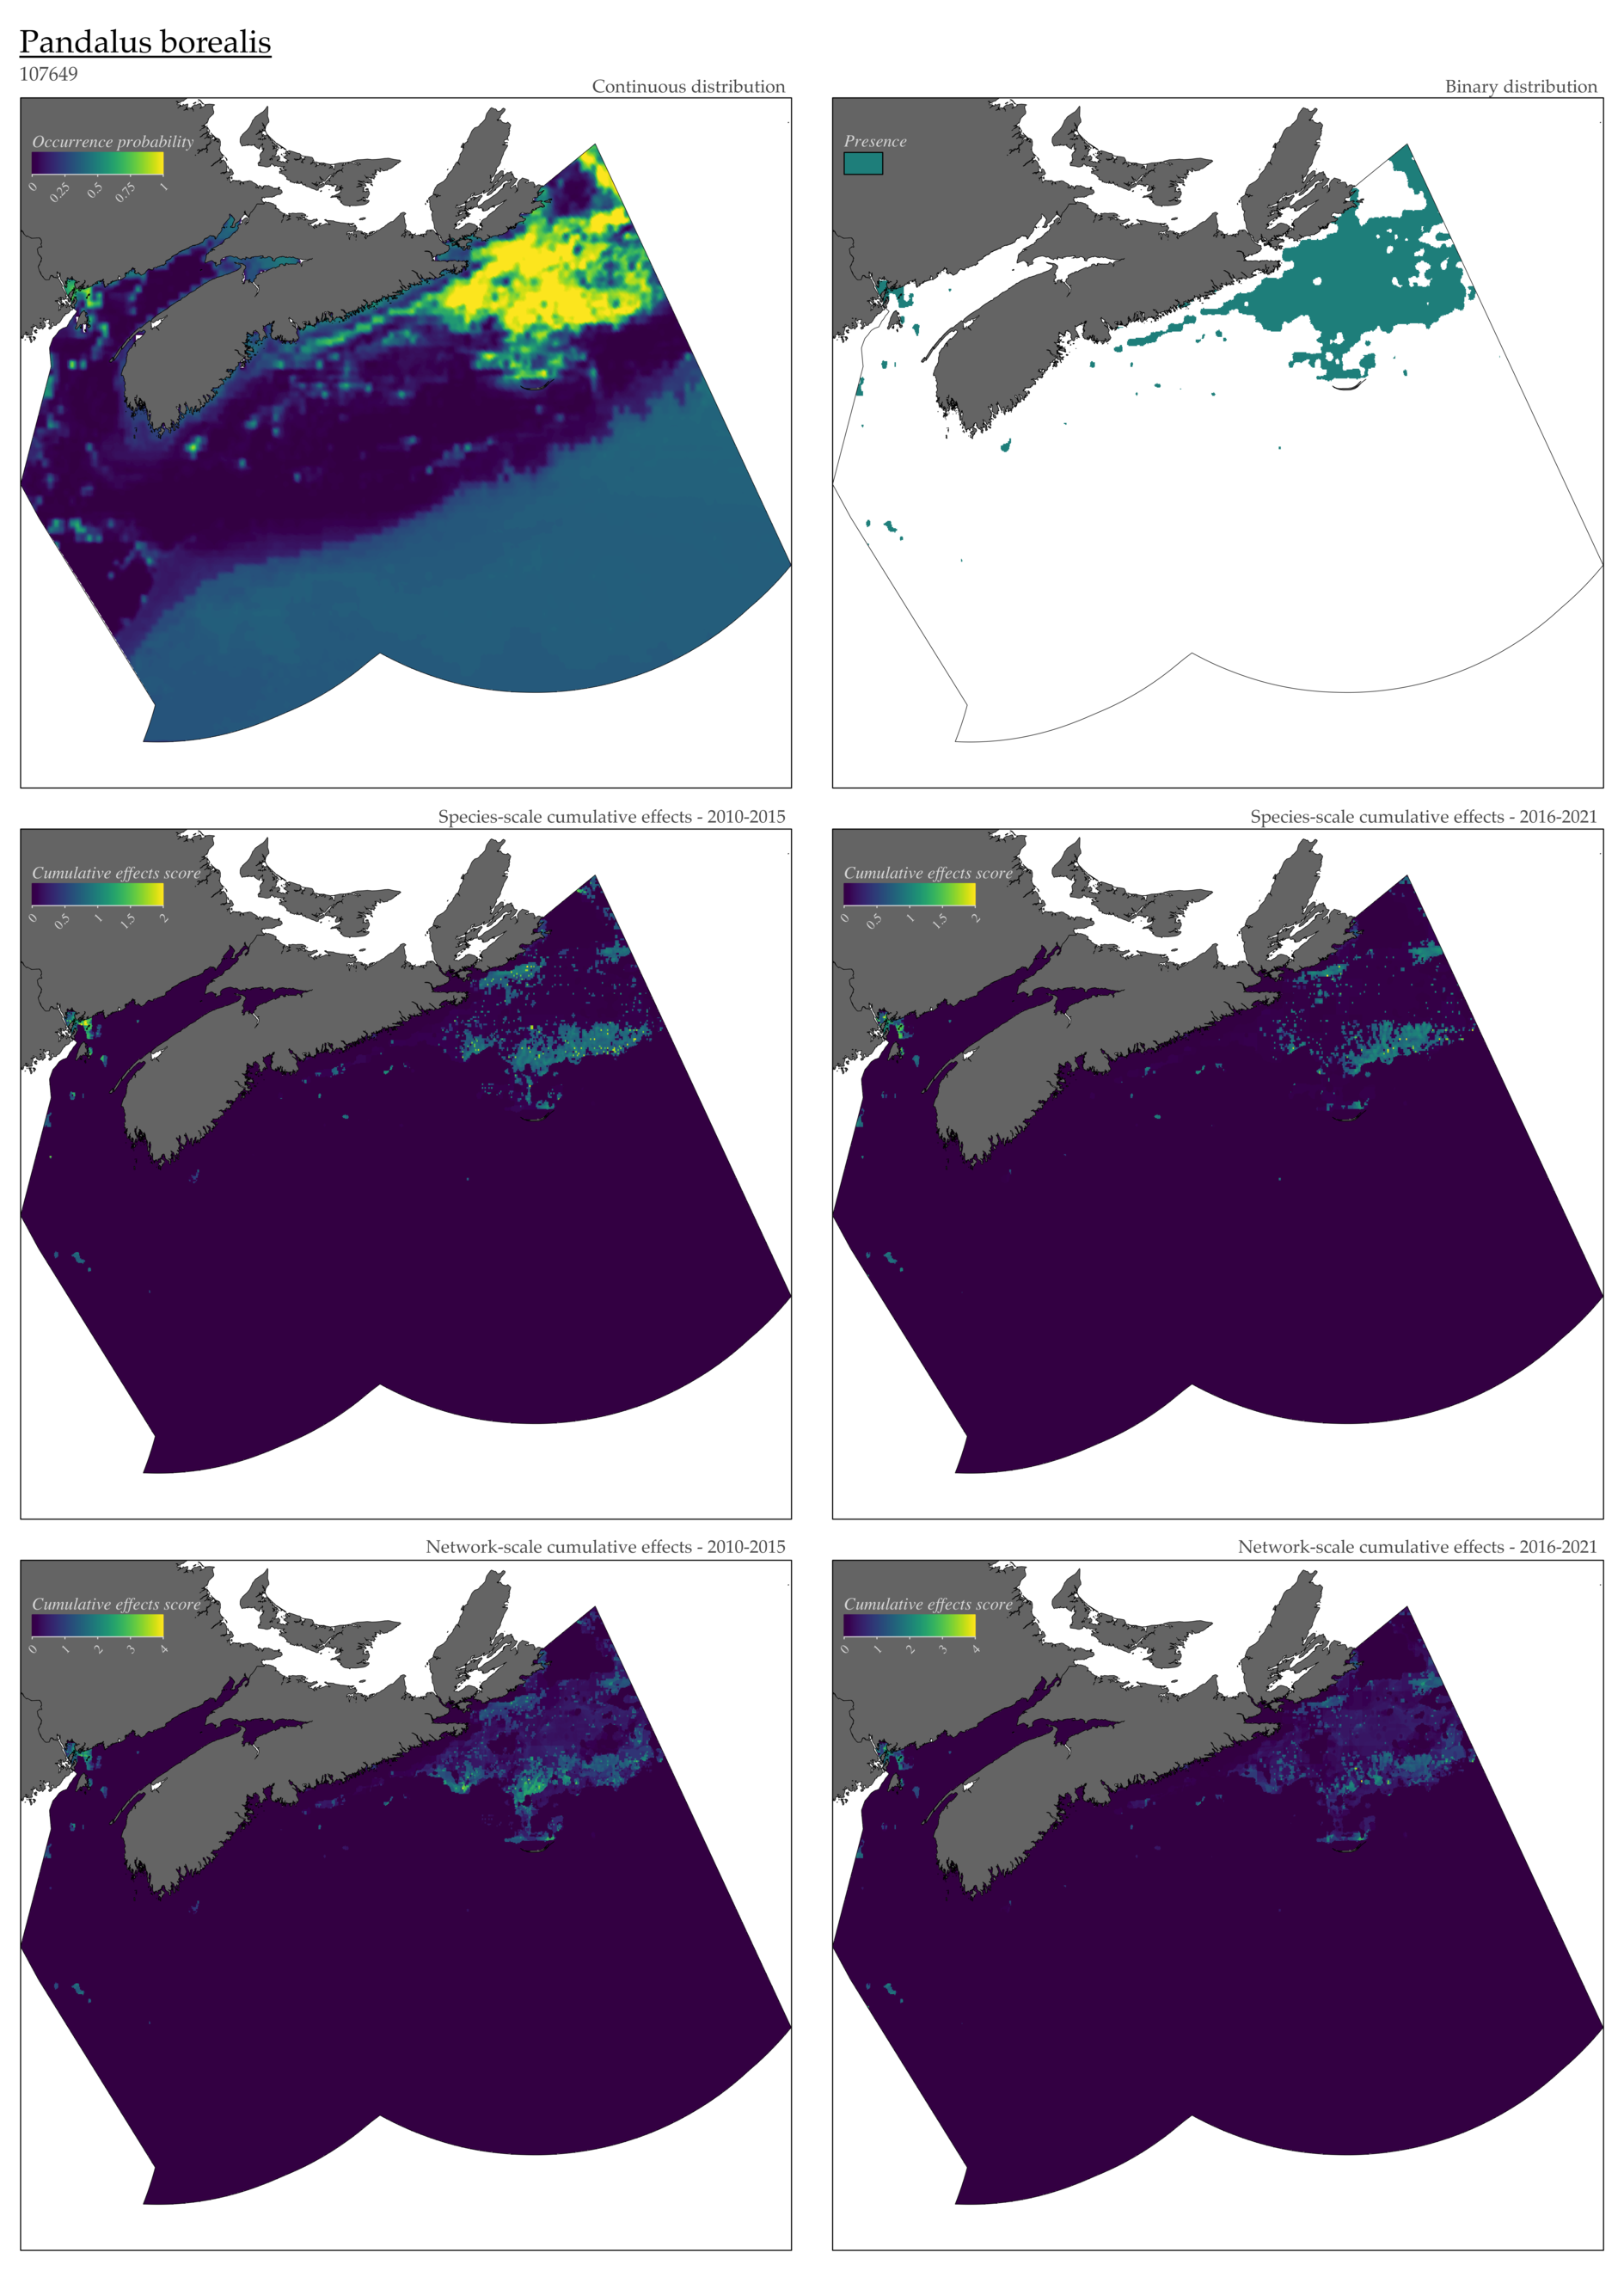 Pandalus borealis
107649
Continuous distribution
Binary distribution
Occurrence probability
0 0.25 0.5 0.75 1
Presence
Species-scale cumulative effects - 2010-2015
Species-scale cumulative effects - 2016-2021
Cumulative effects score
0 0.5 1 1.5 2
Cumulative effects score
0 0.5 1 1.5 2
Network-scale cumulative effects - 2010-2015
Network-scale cumulative effects - 2016-2021
Cumulative effects score
0 1 2 3 4
Cumulative effects score
0 1 2 3 4